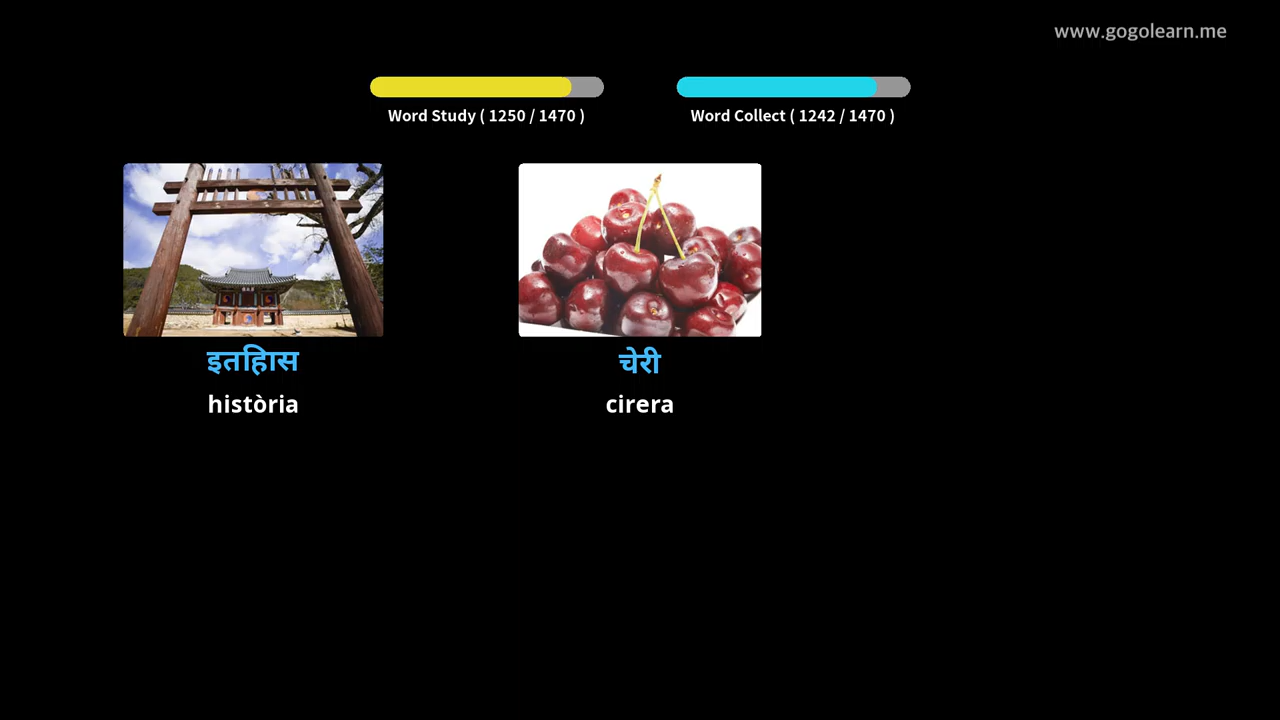 www.gogolearn.me
Word Study ( 1250 / 1470 )
Word Collect ( 1242 / 1470 )
इतिहास
història
चेरी
cirera